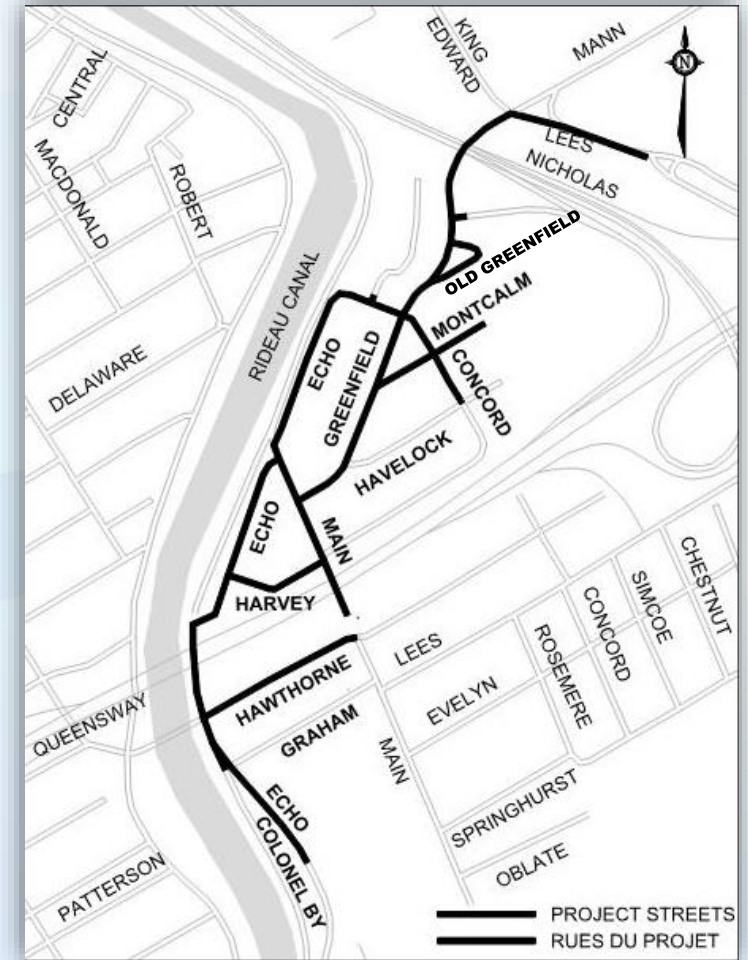 KING
EDWARD
MANN
N
CENTRAL
LEES
NICHOLAS
MACDONALD
ROBERT
OLD GREENFIELD
RIDEAU CANAL
MONTCALM
ECHO
GREENFIELD
CONCORD
DELAWARE
HAVELOCK
ECHO
MAIN
HARVEY
CHESTNUT
SIMCOE
CONCORD
ROSEMERE
LEES
HAWTHORNE
EVELYN
QUEENSWAY
GRAHAM
MAIN
ECHO
COLONEL BY
SPRINGHURST
OBLATE
PATTERSON
PROJECT STREETS
RUES DU PROJET